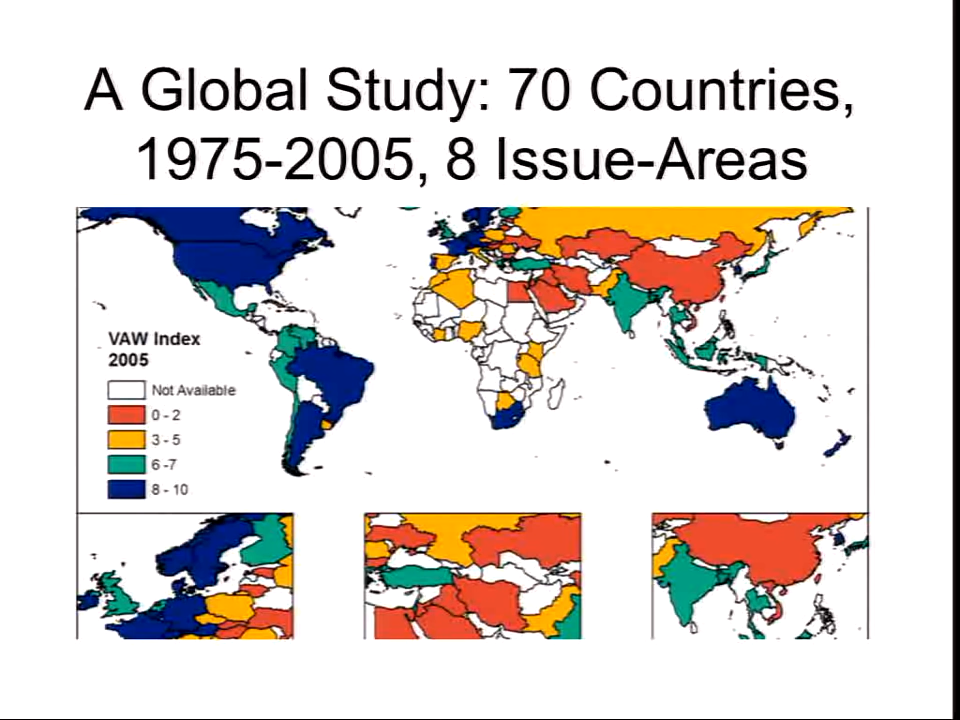 A Global Study: 70 Countries,
1975-2005, 8 Issue-Areas
VAW Index
2005
Not Available
0 - 2
3 - 5
6 -7
8 - 10